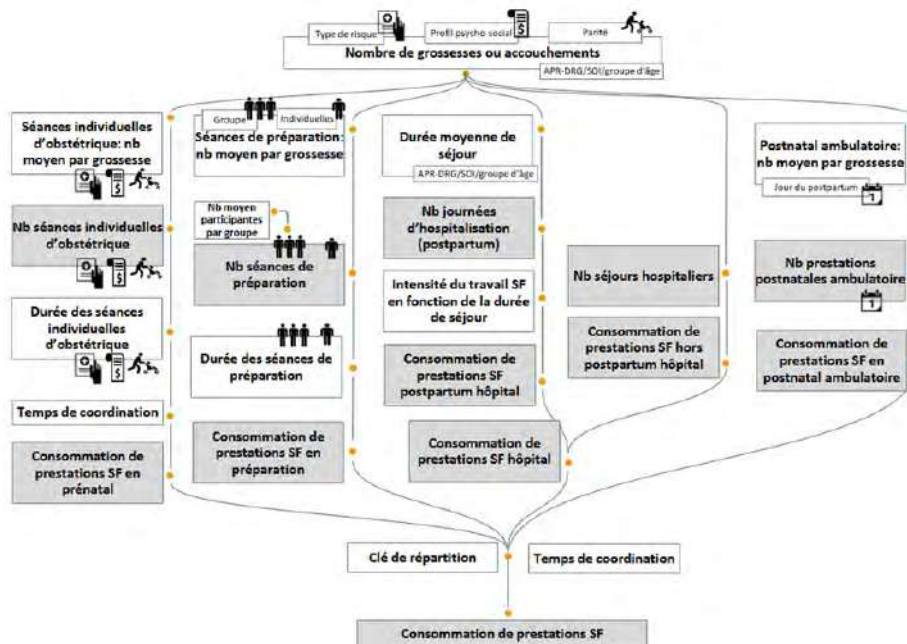 Type de risque
Profil psycho-social
Parité
Nombre de grossesses ou accouchements
APR-DRG/SOI/groupe d'âge
Séances individuelles
d'obstétrique: nb
moyen par grossesse
Nb séances individuelles
d'obstétrique
Durée des séances
individuelles
d'obstétrique
Temps de coordination
Consommation de
prestations SF en
prénatal
Groupe
Individuelles
Séances de préparation:
nb moyen par grossesse
Nb moyen
participantes
par groupe
Nb séances de
préparation
Durée des séances de
préparation
Consommation de
prestations SF en
préparation
Durée moyenne de
séjour
APR-DRG/SOI/groupe d'âge
Nb journées
d'hospitalisation
(postpartum)
Intensité du travail SF
en fonction de la durée
de séjour
Consommation de
prestations SF
postpartum hôpital
Consommation de
prestations SF hôpital
Nb séjours hospitaliers
Consommation de
prestations SF hors
postpartum hôpital
Postnatal ambulatoire:
nb moyen par grossesse
Jour du postpartum
1
Nb prestations
postnatales ambulatoire
1
Consommation de
prestations SF en
postnatal ambulatoire
Clé de répartition
Temps de coordination
Consommation de prestations SF